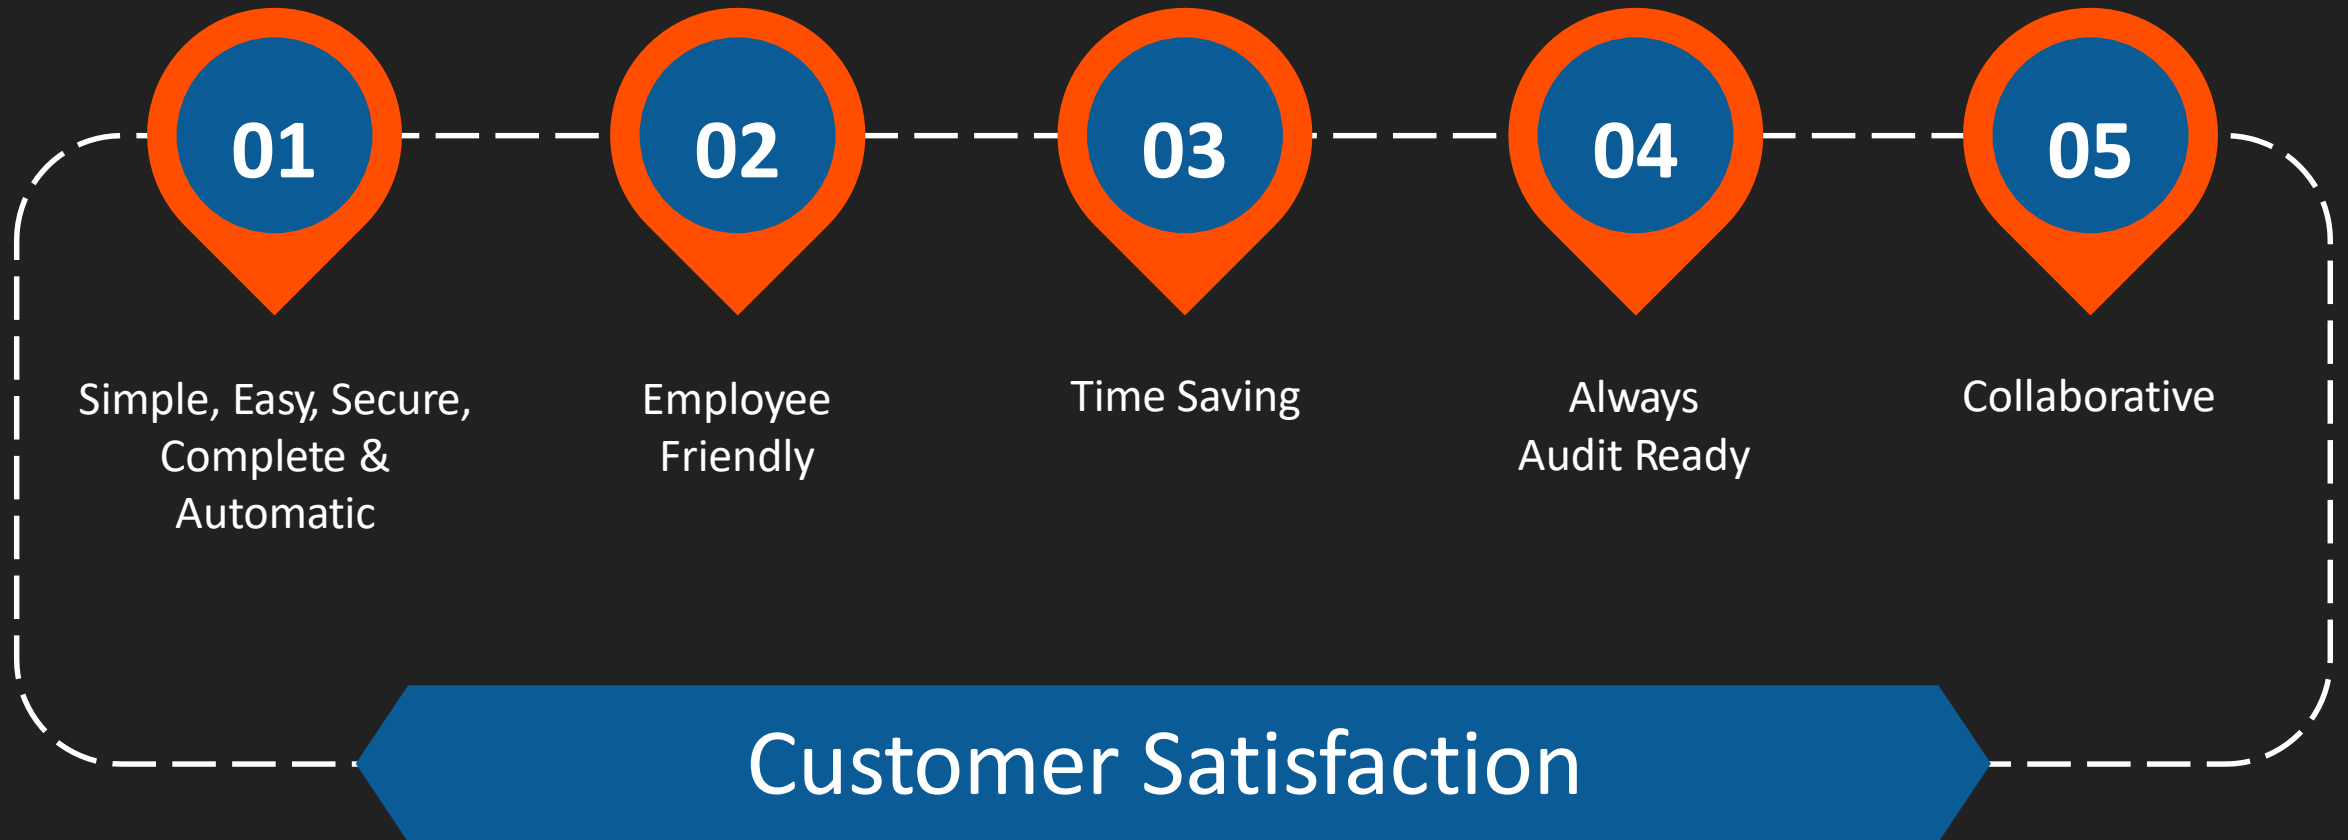 01
02
03
04
05
Simple, Easy, Secure,
Complete &
Automatic
Employee
Friendly
Time Saving
Always
Audit Ready
Collaborative
Customer Satisfaction